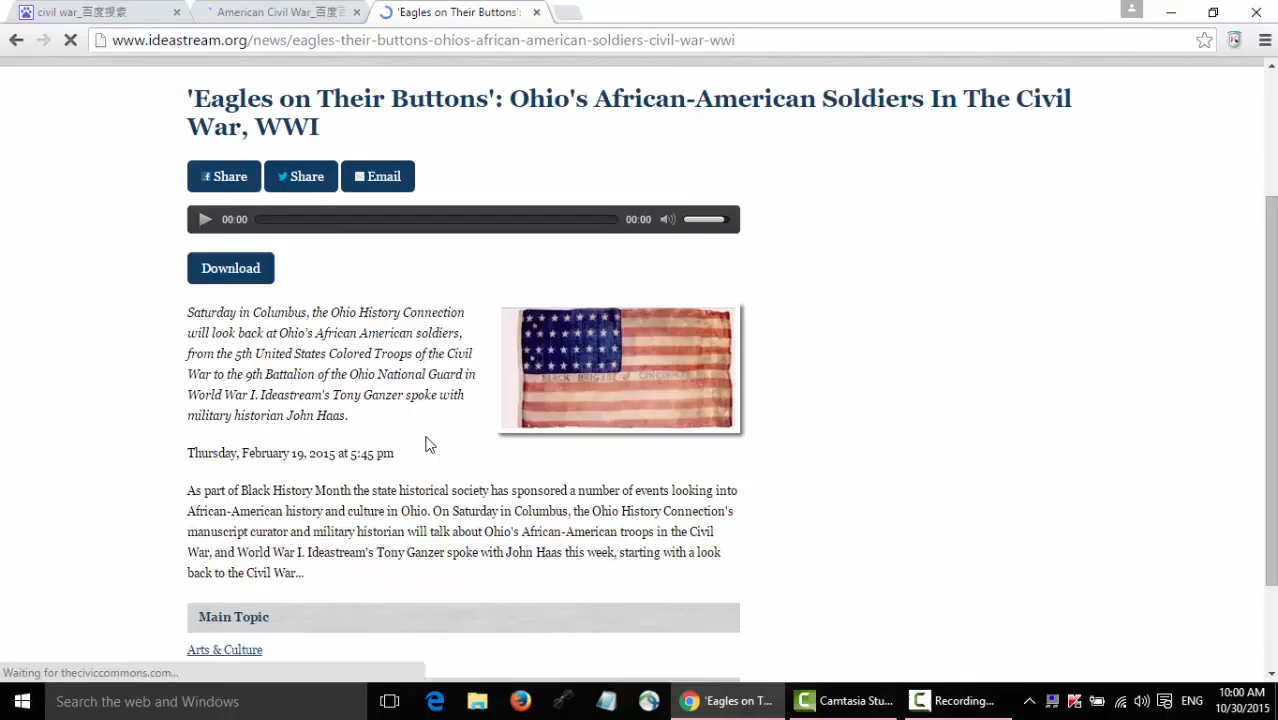 civil war_百度搜索
American Civil War_百度
'Eagles on Their Buttons':
www.ideastream.org/news/eagles-their-buttons-ohios-african-american-soldiers-civil-war-wwi
'Eagles on Their Buttons': Ohio's African-American Soldiers In The Civil
War, WWI
Share
Share
Email
00:00
00:00
Download
Saturday in Columbus, the Ohio History Connection
will look back at Ohio's African American soldiers,
from the 5th United States Colored Troops of the Civil
War to the 9th Battalion of the Ohio National Guard in
World War I. Ideastream's Tony Ganzer spoke with
military historian John Haas.
BLACK BRIGADE of CINCINNATI
Thursday, February 19, 2015 at 5:45 pm
As part of Black History Month the state historical society has sponsored a number of events looking into
African-American history and culture in Ohio. On Saturday in Columbus, the Ohio History Connection's
manuscript curator and military historian will talk about Ohio's African-American troops in the Civil
War, and World War I. Ideastream's Tony Ganzer spoke with John Haas this week, starting with a look
back to the Civil War...
Main Topic
Arts & Culture
Waiting for theciviccommons.com...
Search the web and Windows
'Eagles on T...
Camtasia Stu...
Recording...
ENG
10:00 AM
10/30/2015